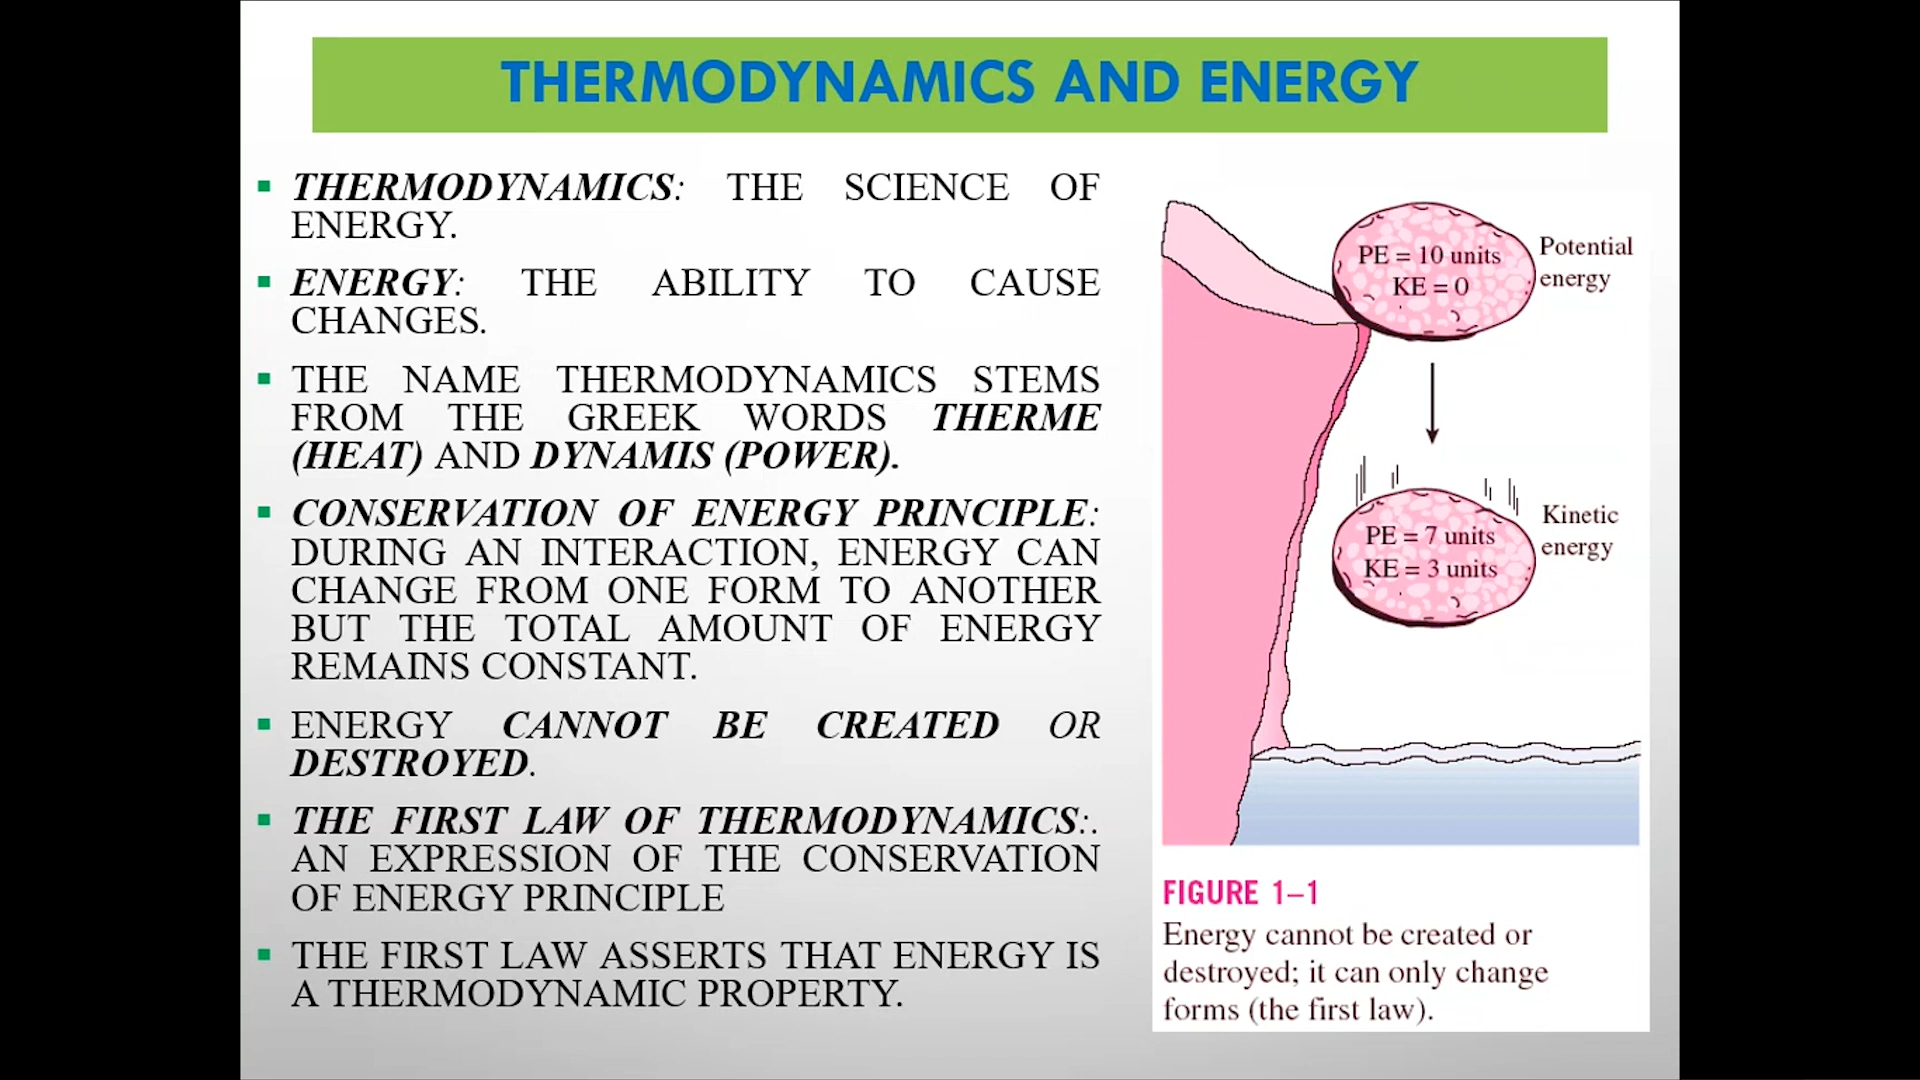 THERMODYNAMICS AND ENERGY
▪ THERMODYNAMICS: THE SCIENCE OF
ENERGY.
▪ ENERGY: THE ABILITY TO CAUSE
CHANGES.
▪ THE NAME THERMODYNAMICS STEMS
FROM THE GREEK WORDS THERME
(HEAT) AND DYNAMIS (POWER).
▪ CONSERVATION OF ENERGY PRINCIPLE:
DURING AN INTERACTION, ENERGY CAN
CHANGE FROM ONE FORM TO ANOTHER
BUT THE TOTAL AMOUNT OF ENERGY
REMAINS CONSTANT.
▪ ENERGY CANNOT BE CREATED OR
DESTROYED.
▪ THE FIRST LAW OF THERMODYNAMICS:.
AN EXPRESSION OF THE CONSERVATION
OF ENERGY PRINCIPLE
▪ THE FIRST LAW ASSERTS THAT ENERGY IS
A THERMODYNAMIC PROPERTY.
PE = 10 units
KE = 0
Potential
energy
PE = 7 units
KE = 3 units
Kinetic
energy
FIGURE 1–1
Energy cannot be created or
destroyed; it can only change
forms (the first law).